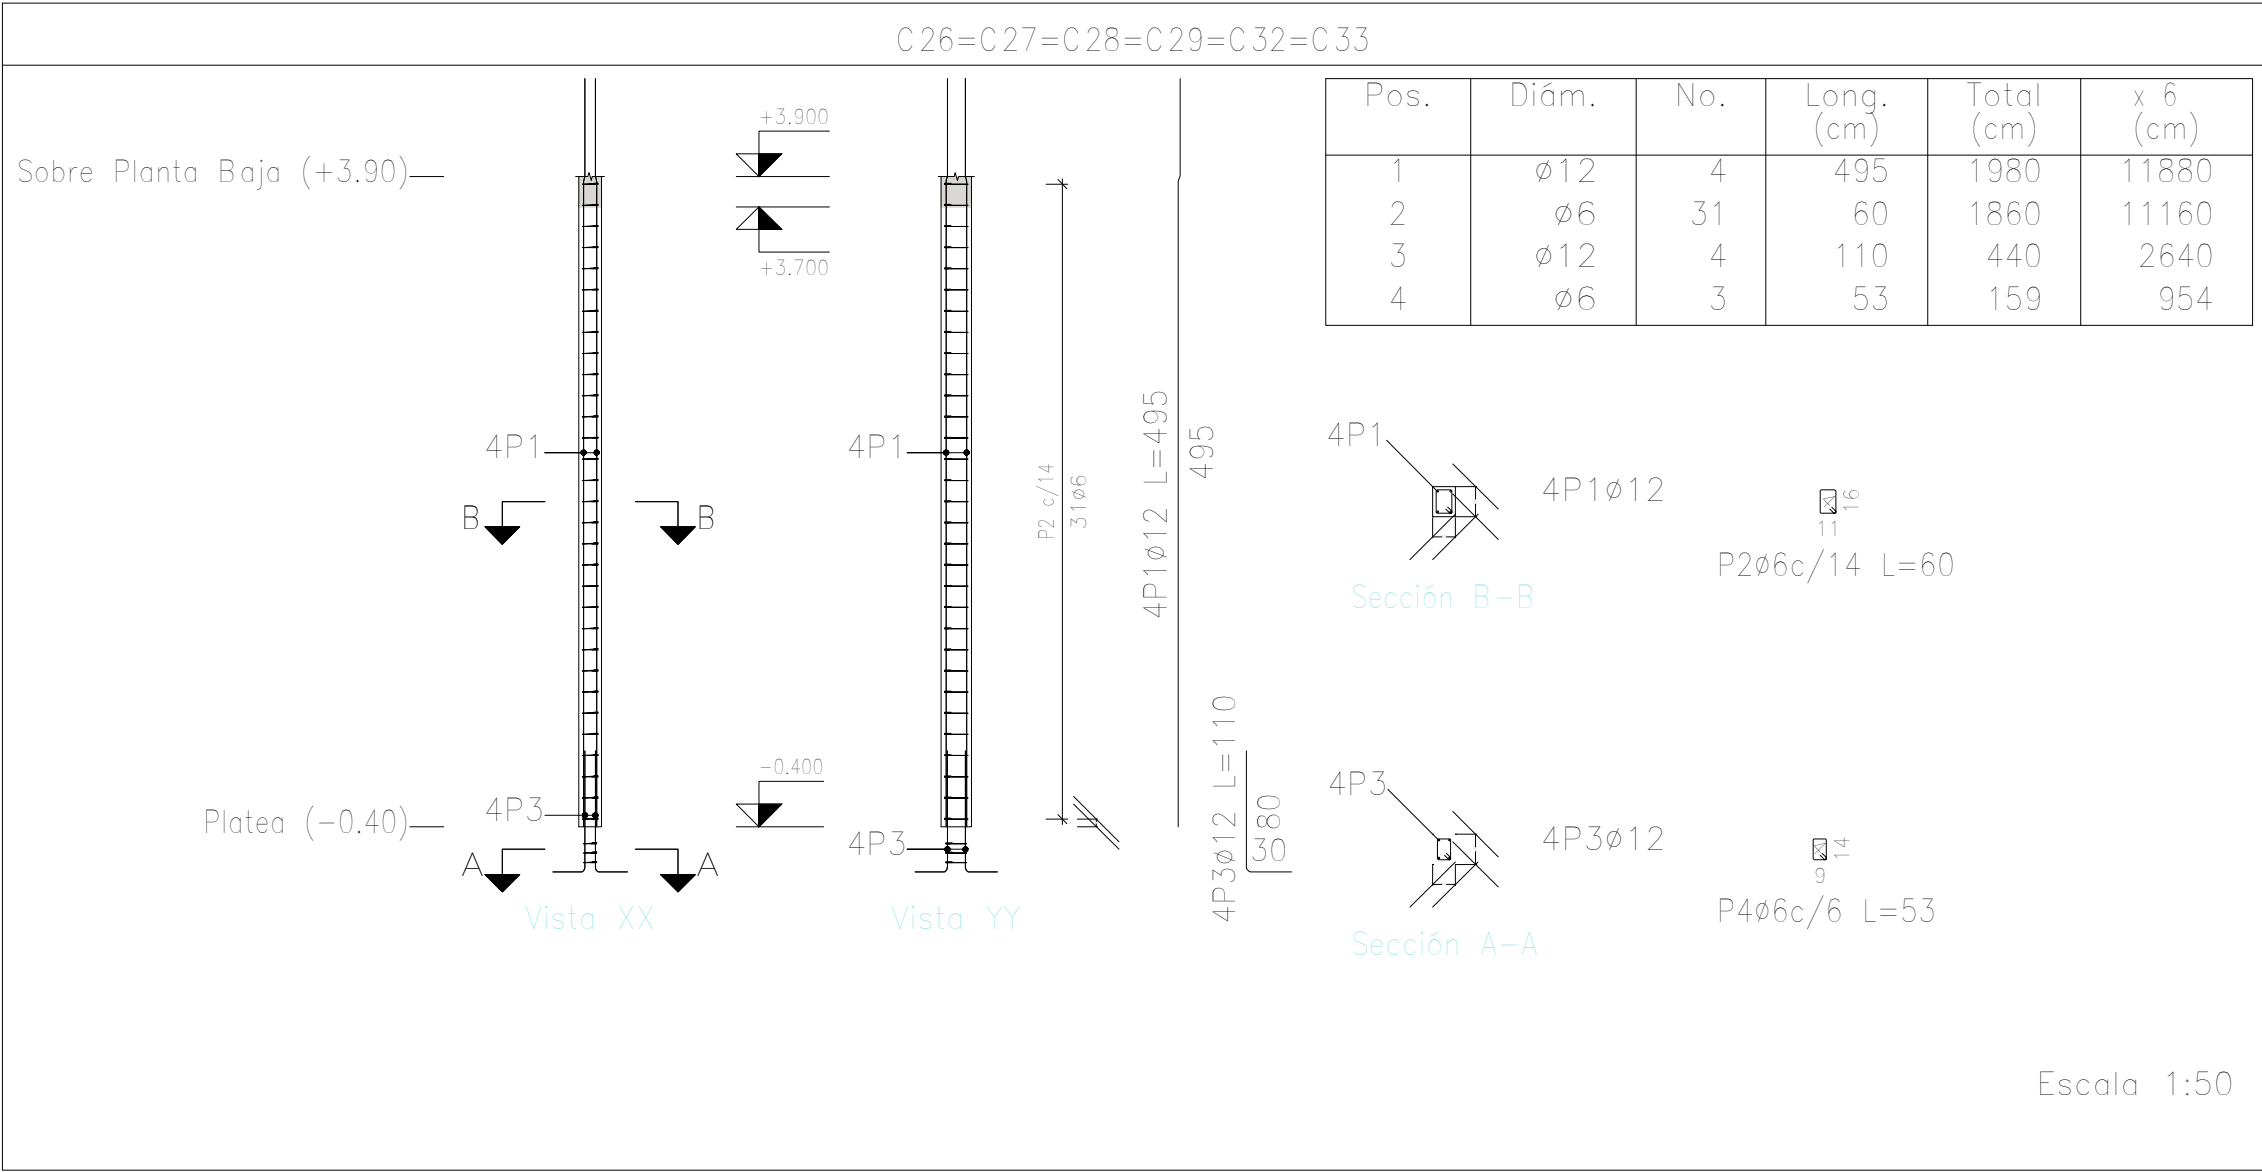 C26=C27=C28=C29=C32=C33
Pos. Diám. No. Long. (cm) Total (cm) x 6 (cm)
1 ø12 4 495 1980 11880
2 ø6 31 60 1860 11160
3 ø12 4 110 440 2640
4 ø6 3 53 159 954
+3.900
Sobre Planta Baja (+3.90)
+3.700
4P1
4P1
B
B
P2 c/14
31ø6
4P1ø12 L=495
495
4P1
4P1ø12
16
11
P2ø6c/14 L=60
Sección B-B
-0.400
Platea (-0.40)
4P3
4P3
A
A
Vista XX
Vista YY
4P3ø12 L=110
80
30
4P3
4P3ø12
14
9
P4ø6c/6 L=53
Sección A-A
Escala 1:50